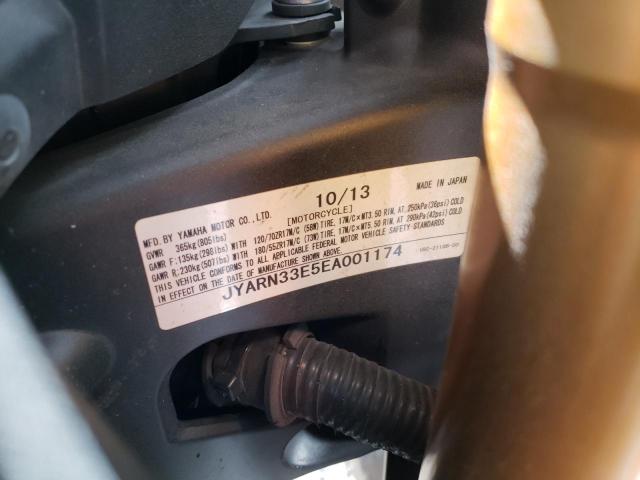 10/13
MFD. BY YAMAHA MOTOR CO., LTD. [MOTORCYCLE] MADE IN JAPAN
GVWR 365kg(805lbs)
GAWR F:135kg(298lbs)WITH 120/70ZR17M/C (58W)TIRE, 17M/C×MT3.50 RIM, AT 250kPa(36psi)COLD
GAWR R:230kg(507lbs)WITH 180/55ZR17M/C (73W)TIRE, 17M/C×MT5.50 RIM, AT 290kPa(42psi)COLD
THIS VEHICLE CONFORMS TO ALL APPLICABLE FEDERAL MOTOR VEHICLE SAFETY STANDARDS
IN EFFECT ON THE DATE OF MANUFACTURE SHOWN ABOVE.
JYARN33E5EA001174